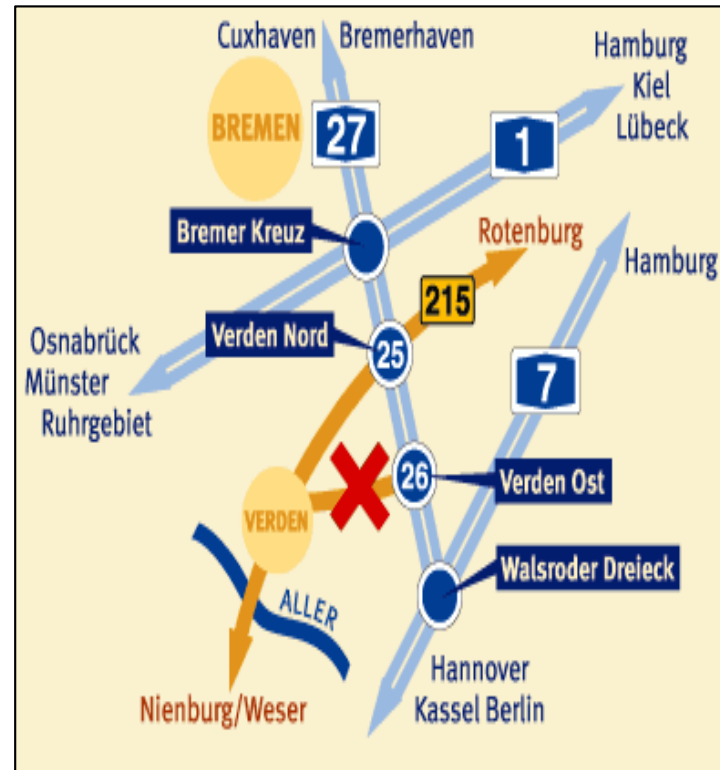 Cuxhaven Bremerhaven
Hamburg
Kiel
Lübeck
BREMEN
27
1
Bremer Kreuz
Rotenburg
Hamburg
215
Osnabrück
Münster
Ruhrgebiet
Verden Nord
25
7
26
Verden Ost
VERDEN
Walsroder Dreieck
ALLER
Hannover
Kassel Berlin
Nienburg/Weser